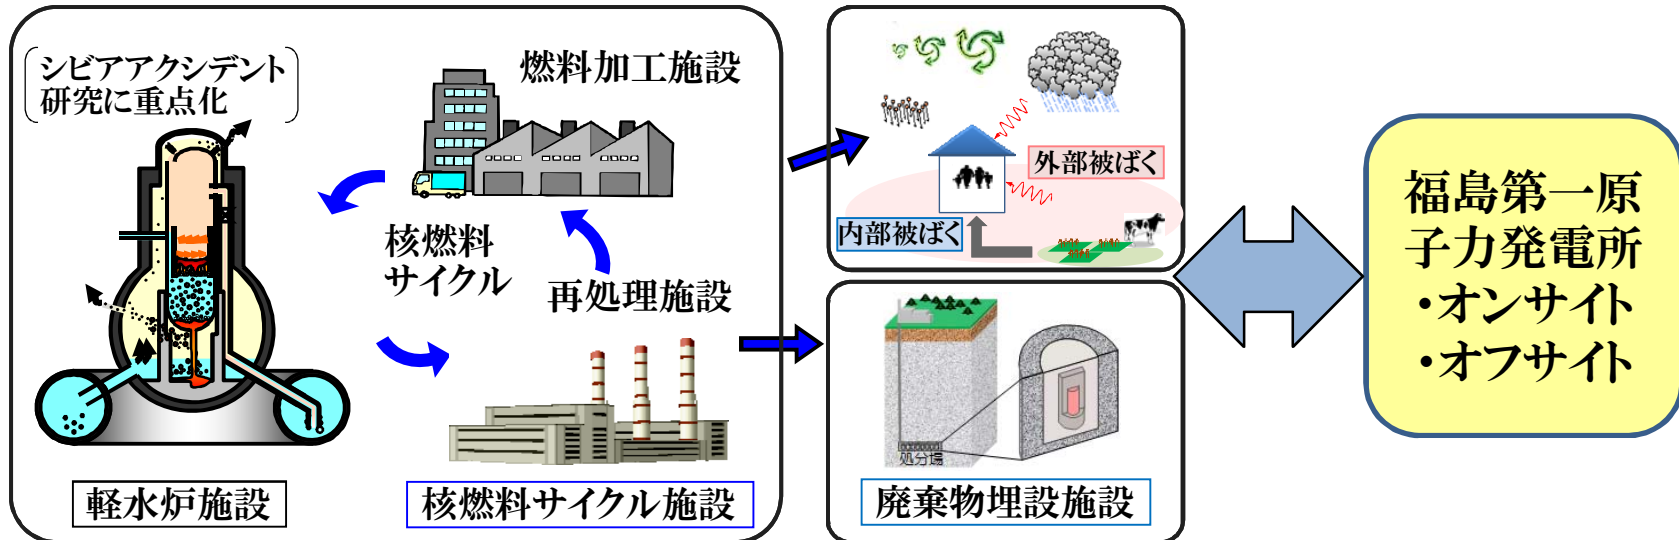 シビアアクシデント
研究に重点化
燃料加工施設
核燃料
サイクル
再処理施設
軽水炉施設
核燃料サイクル施設
外部被ばく
内部被ばく
処分場
廃棄物埋設施設
福島第一原
子力発電所
・オンサイト
・オフサイト